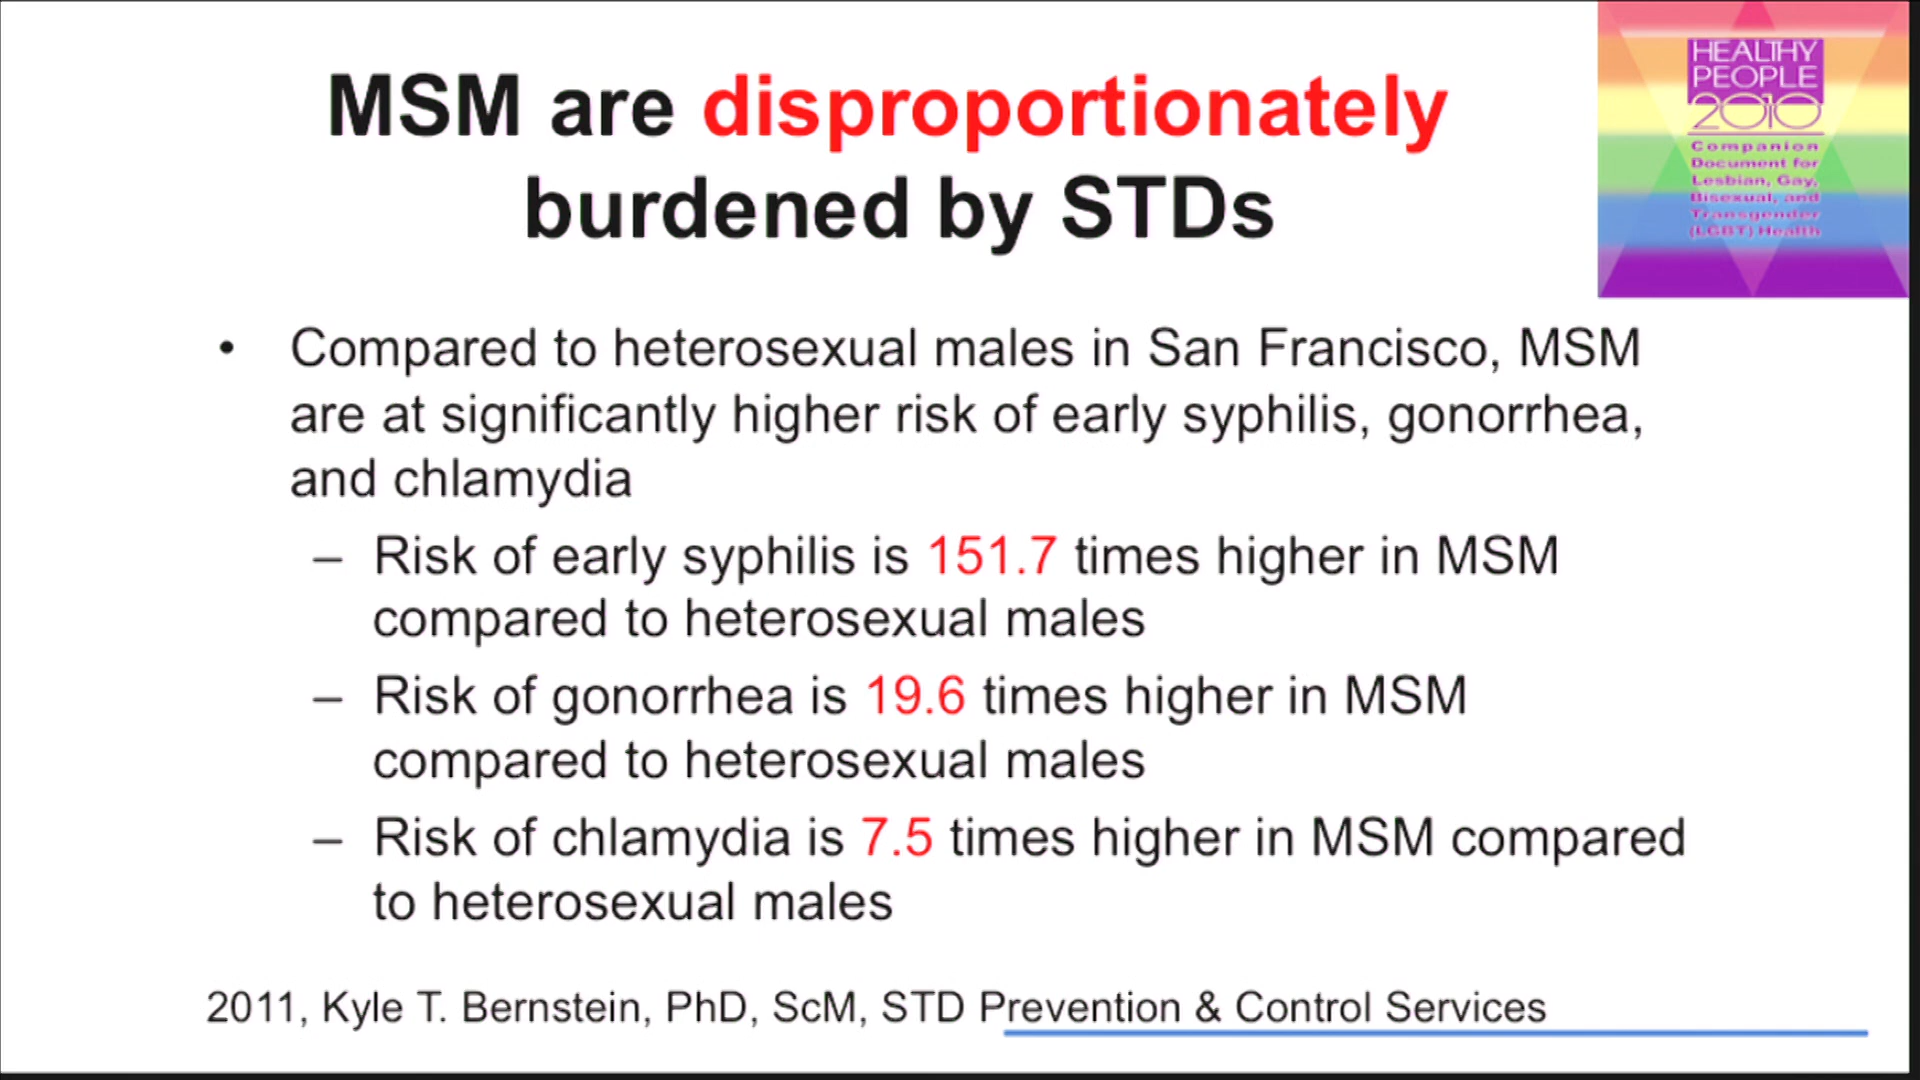 MSM are disproportionately
burdened by STDs
HEALTHY
PEOPLE
2010
Companion
Document for
Lesbian, Gay,
Bisexual, and
Transgender
(LGBT) Health
• Compared to heterosexual males in San Francisco, MSM
are at significantly higher risk of early syphilis, gonorrhea,
and chlamydia
– Risk of early syphilis is 151.7 times higher in MSM
compared to heterosexual males
– Risk of gonorrhea is 19.6 times higher in MSM
compared to heterosexual males
– Risk of chlamydia is 7.5 times higher in MSM compared
to heterosexual males
2011, Kyle T. Bernstein, PhD, ScM, STD Prevention & Control Services